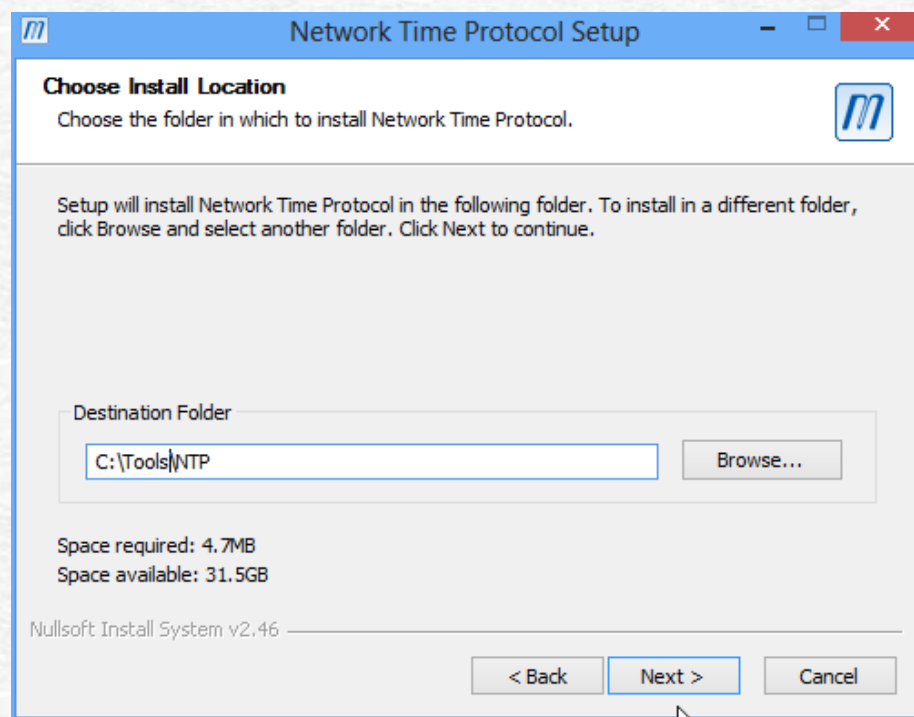 Network Time Protocol Setup
Choose Install Location
Choose the folder in which to install Network Time Protocol.
Setup will install Network Time Protocol in the following folder. To install in a different folder,
click Browse and select another folder. Click Next to continue.
Destination Folder
C:\Tools\NTP
Browse...
Space required: 4.7MB
Space available: 31.5GB
Nullsoft Install System v2.46
< Back
Next >
Cancel